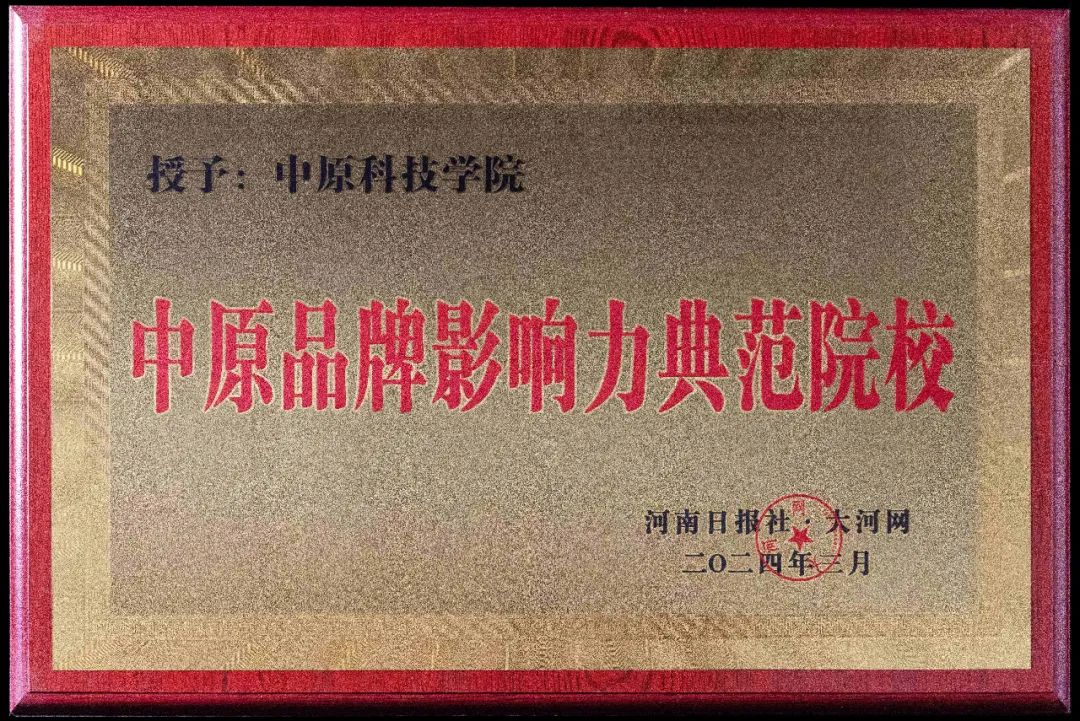 授予：中原科技学院
中原品牌影响力典范院校
河南日报社·大河网
二〇二四年三月